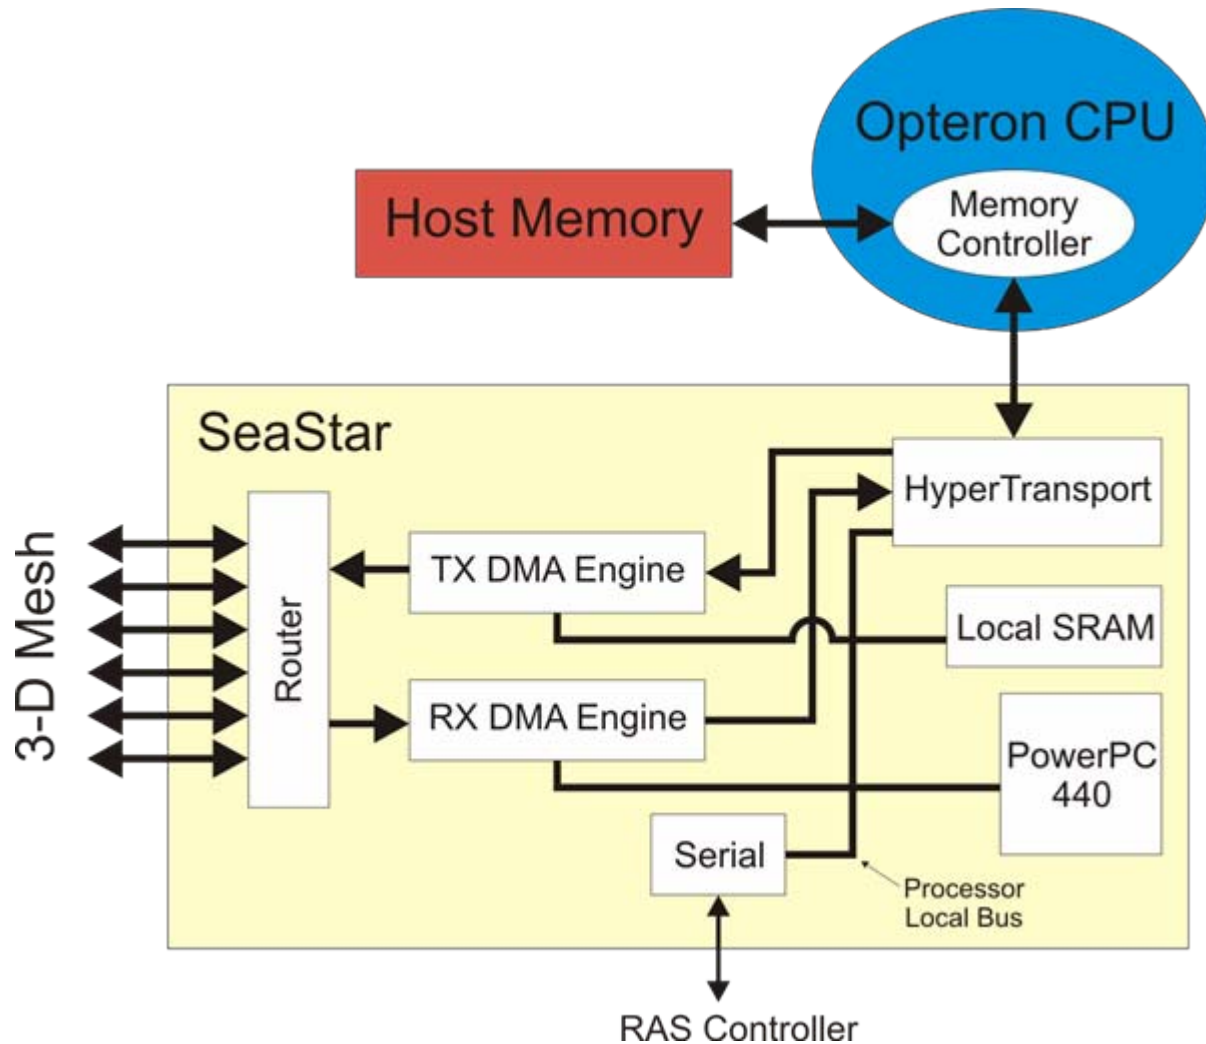 Opteron CPU
Host Memory
Memory
Controller
SeaStar
HyperTransport
TX DMA Engine
Local SRAM
3-D Mesh
Router
RX DMA Engine
PowerPC
440
Serial
Processor
Local Bus
RAS Controller